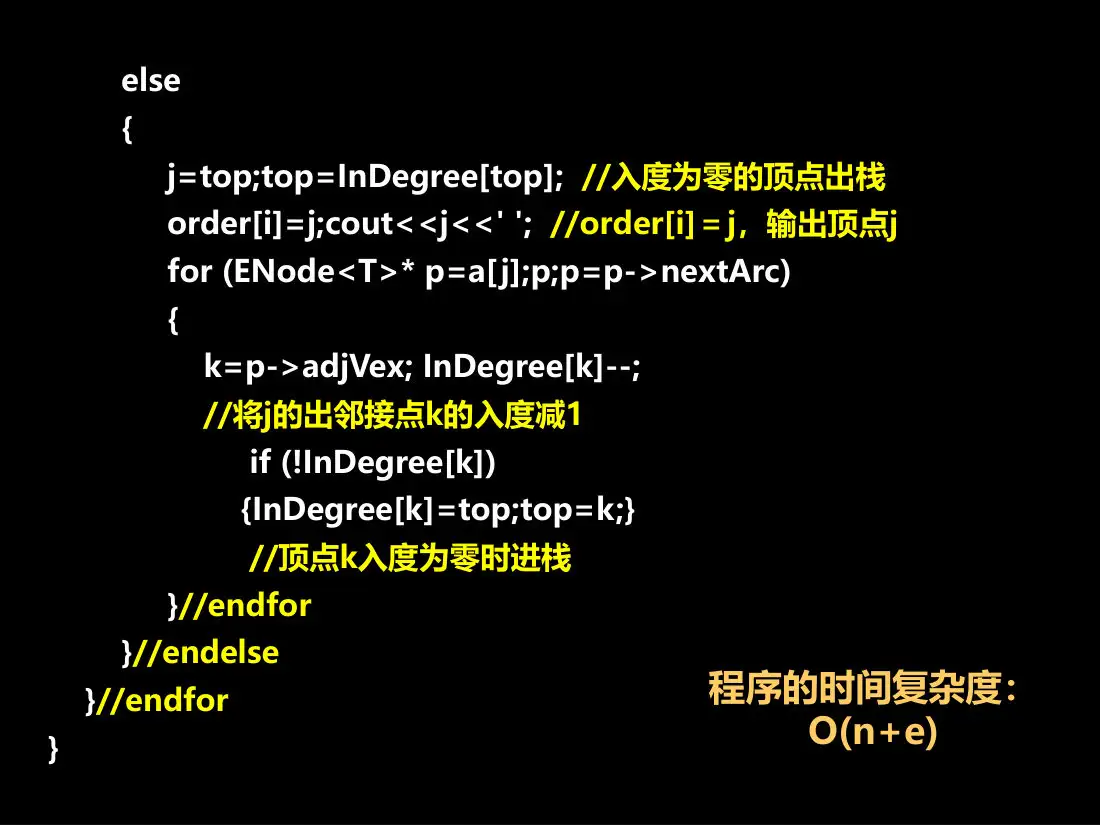 else
{
j=top;top=InDegree[top];  //入度为零的顶点出栈
order[i]=j;cout<<j<<' ';  //order[i]＝j，输出顶点j
for (ENode<T>* p=a[j];p;p=p->nextArc)
{
k=p->adjVex; InDegree[k]--;
//将j的出邻接点k的入度减1
if (!InDegree[k])
{InDegree[k]=top;top=k;}
//顶点k入度为零时进栈
}//endfor
}//endelse
}//endfor
}
程序的时间复杂度：
O(n+e)